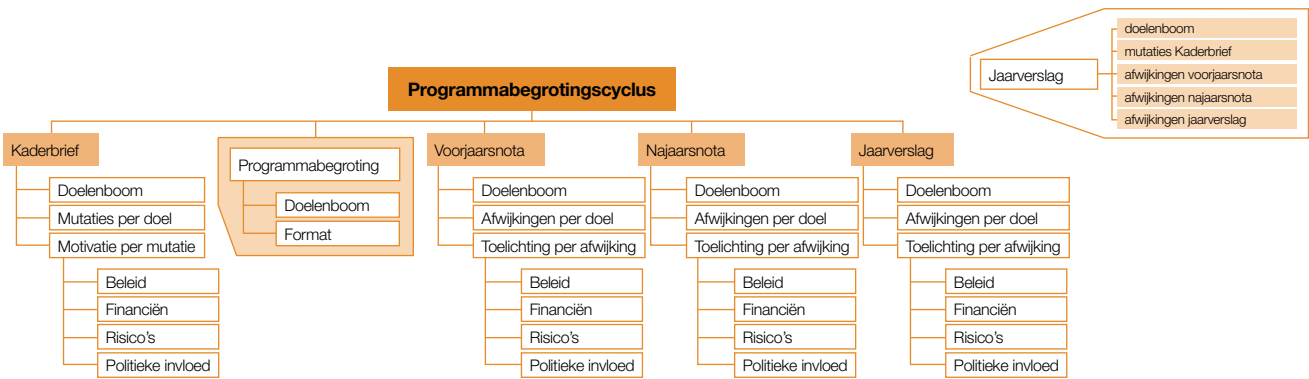 Programmabegrotingscyclus
Kaderbrief
Doelenboom
Mutaties per doel
Motivatie per mutatie
Beleid
Financiën
Risico's
Politieke invloed
Programmabegroting
Doelenboom
Format
Voorjaarsnota
Doelenboom
Afwijkingen per doel
Toelichting per afwijking
Beleid
Financiën
Risico's
Politieke invloed
Najaarsnota
Doelenboom
Afwijkingen per doel
Toelichting per afwijking
Beleid
Financiën
Risico's
Politieke invloed
Jaarverslag
Doelenboom
Afwijkingen per doel
Toelichting per afwijking
Beleid
Financiën
Risico's
Politieke invloed
Jaarverslag
doelenboom
mutaties Kaderbrief
afwijkingen voorjaarsnota
afwijkingen najaarsnota
afwijkingen jaarverslag